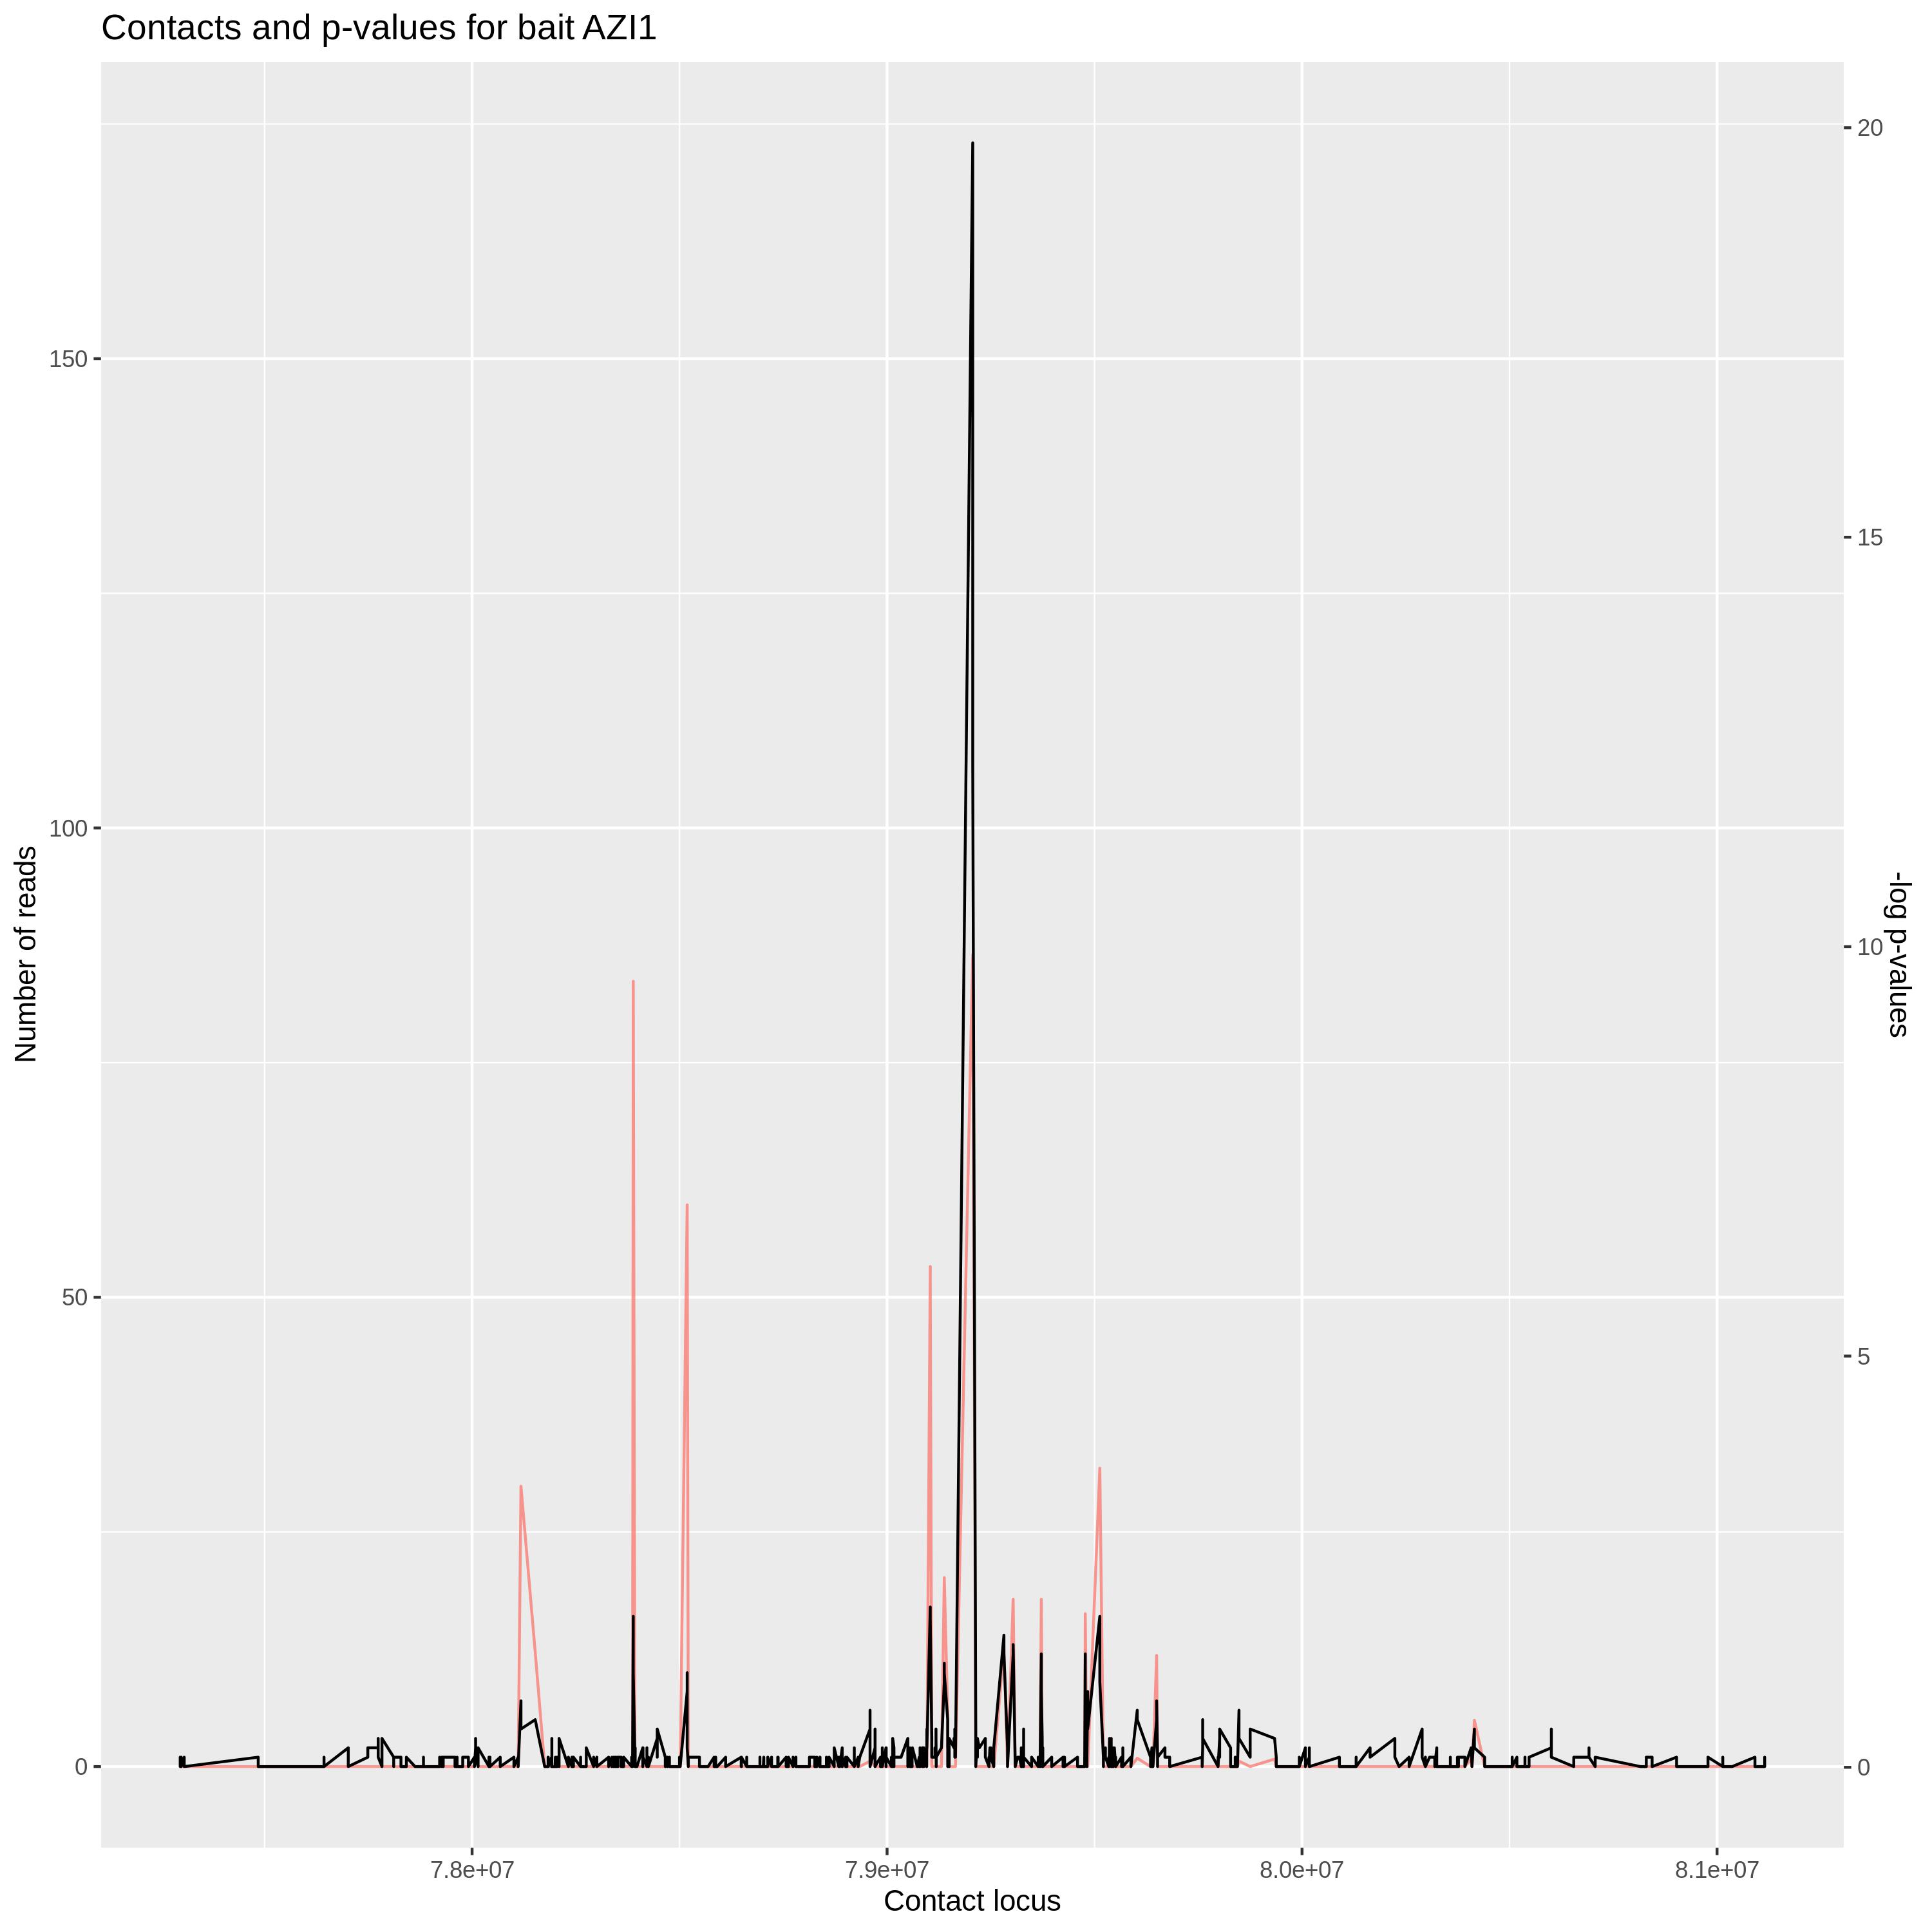 Contacts and p-values for bait AZI1
20
150
15
100
10
50
5
0
0
Number of reads
-log p-values
7.8e+07
7.9e+07
8.0e+07
8.1e+07
Contact locus